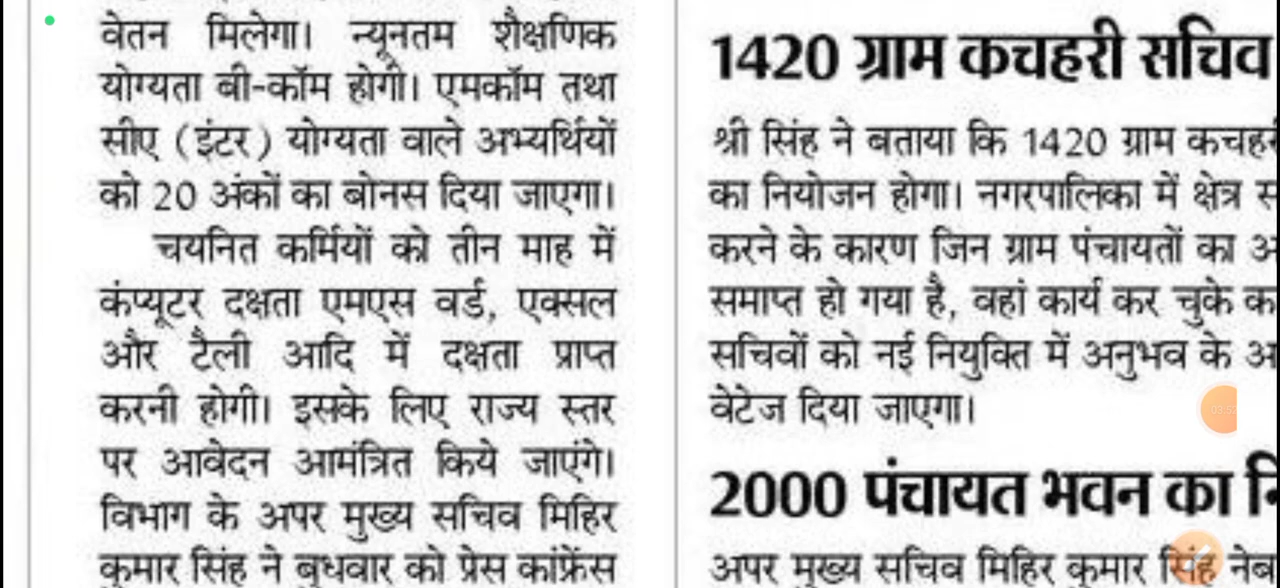 वेतन मिलेगा। न्यूनतम शैक्षणिक
योग्यता बी-कॉम होगी। एमकॉम तथा
सीए (इंटर) योग्यता वाले अभ्यर्थियों
को 20 अंकों का बोनस दिया जाएगा।
चयनित कर्मियों को तीन माह में
कंप्यूटर दक्षता एमएस वर्ड, एक्सल
और टैली आदि में दक्षता प्राप्त
करनी होगी। इसके लिए राज्य स्तर
पर आवेदन आमंत्रित किये जाएंगे।
विभाग के अपर मुख्य सचिव मिहिर
कुमार सिंह ने बुधवार को प्रेस कांफ्रेंस
1420 ग्राम कचहरी सचिव
श्री सिंह ने बताया कि 1420 ग्राम
का नियोजन होगा। नगरपालिका में क्षेत्र
करने के कारण जिन ग्राम पंचायतों का
समाप्त हो गया है, वहां कार्य कर चुके
सचिवों को नई नियुक्ति में अनुभव के
वेटेज दिया जाएगा।
2000 पंचायत भवन का
अपर मुख्य सचिव मिहिर कुमार सिंह